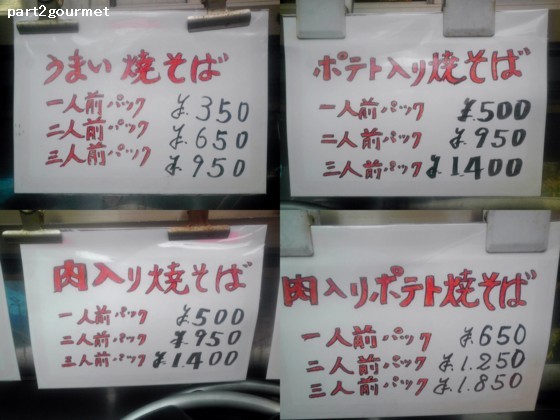 part2gourmet
うまい焼そば
一人前パック ¥.350
二人前パック ¥.650
三人前パック ¥.950
ポテト入り焼そば
一人前パック ¥.500
二人前パック ¥.950
三人前パック ¥.1.400
肉入り焼そば
一人前パック ¥.500
二人前パック ¥.950
三人前パック ¥.1.400
肉入りポテト焼そば
一人前パック ¥.650
二人前パック ¥.1.250
三人前パック ¥.1.850